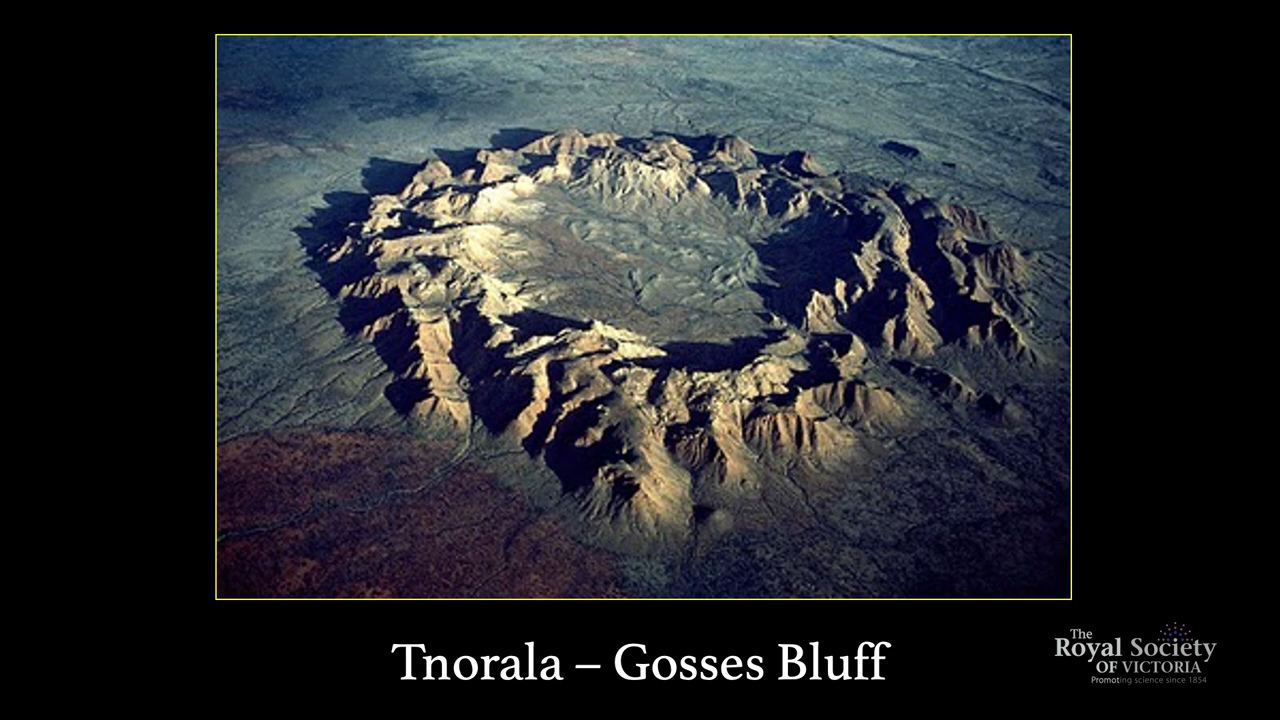 Tnorala – Gosses Bluff
The
Royal Society
OF VICTORIA
Promoting science since 1854